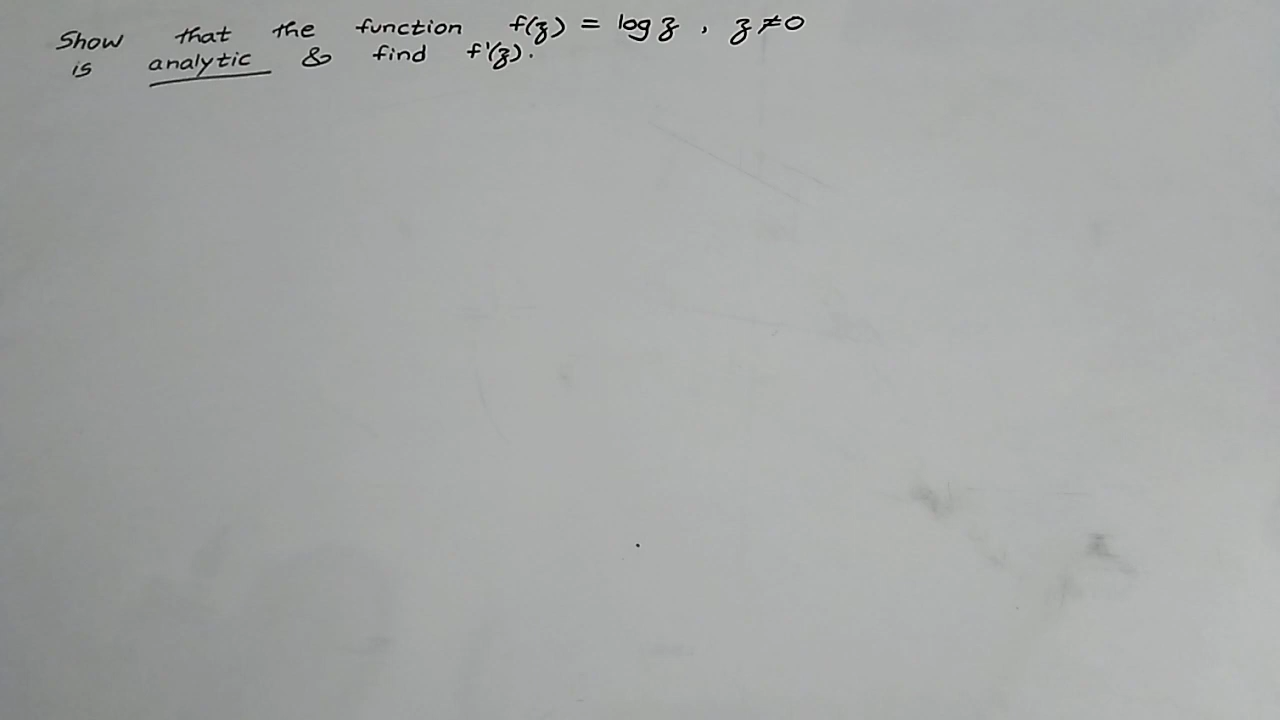 Show that the function f(z) = log z , z ≠ 0
is analytic & find f'(z).